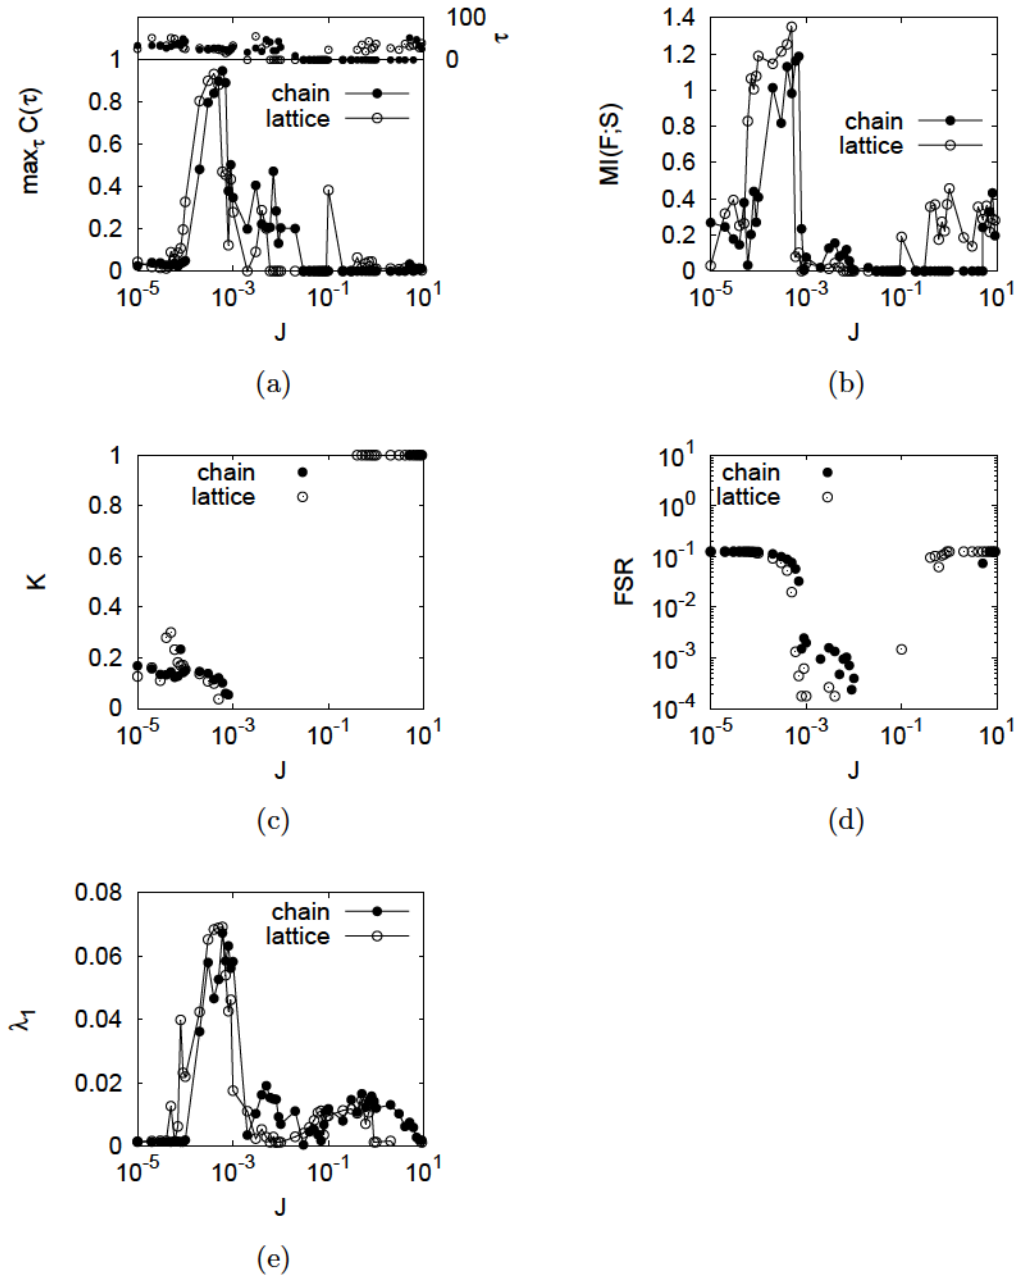 100
τ
0
1
0.8
0.6
0.4
0.2
0
max_τ C(τ)
chain
lattice
10^-5 10^-3 10^-1 10^1
J
(a)
1.4
1.2
1
0.8
0.6
0.4
0.2
0
MI(F;S)
chain
lattice
10^-5 10^-3 10^-1 10^1
J
(b)
1
0.8
0.6
0.4
0.2
0
K
chain
lattice
10^-5 10^-3 10^-1 10^1
J
(c)
10^1
10^0
10^-1
10^-2
10^-3
10^-4
FSR
chain
lattice
10^-5 10^-3 10^-1 10^1
J
(d)
0.08
0.06
0.04
0.02
0
λ_1
chain
lattice
10^-5 10^-3 10^-1 10^1
J
(e)